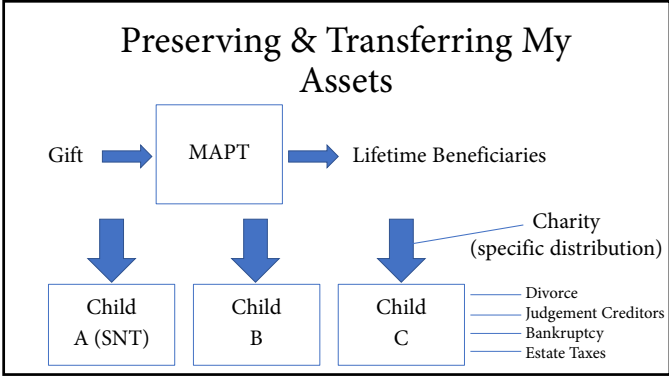 Preserving & Transferring My
Assets
Gift
MAPT
Lifetime Beneficiaries
Charity
(specific distribution)
Child
A (SNT)
Child
B
Child
C
Divorce
Judgement Creditors
Bankruptcy
Estate Taxes